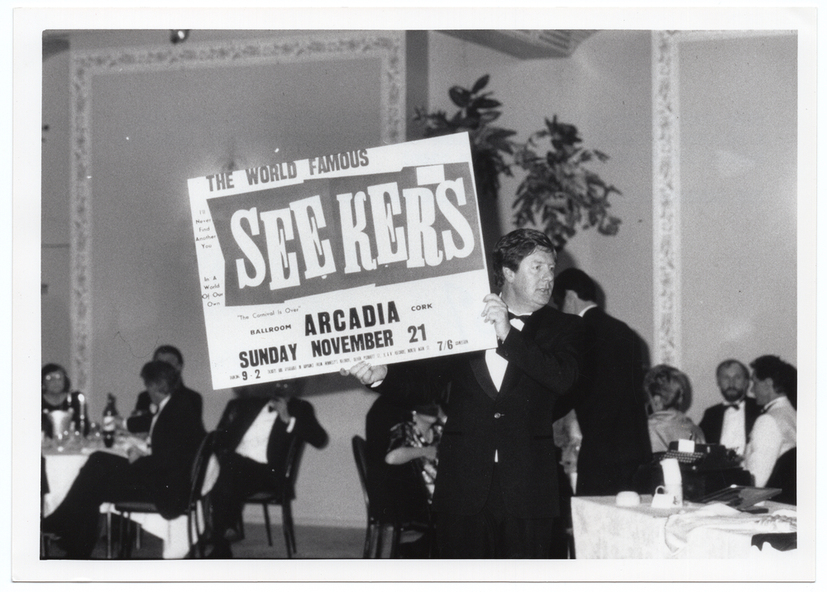 THE WORLD FAMOUS
SEEKERS
I'll
Never
Find
Another
You
In A
World
Of Our
Own
"The Carnival Is Over"
BALLROOM ARCADIA CORK
SUNDAY NOVEMBER 21
9-2
7/6